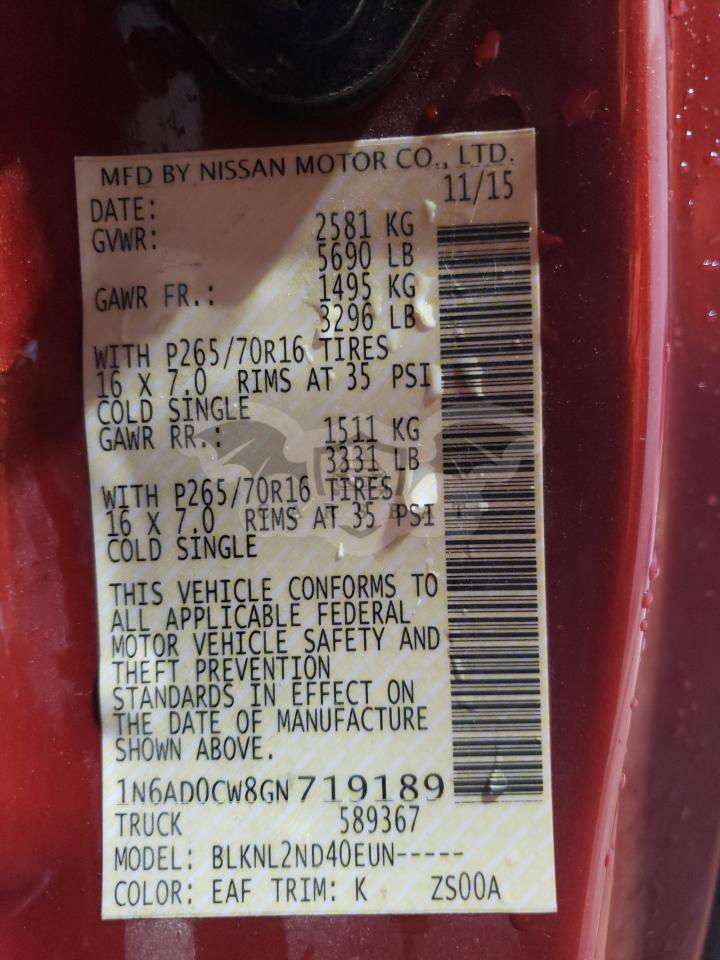 MFD BY NISSAN MOTOR CO., LTD.
DATE: 11/15
GVWR: 2581 KG
5690 LB
GAWR FR.: 1495 KG
3296 LB
WITH P265/70R16 TIRES
16 X 7.0 RIMS AT 35 PSI
COLD SINGLE
GAWR RR.: 1511 KG
3331 LB
WITH P265/70R16 TIRES
16 X 7.0 RIMS AT 35 PSI
COLD SINGLE
THIS VEHICLE CONFORMS TO
ALL APPLICABLE FEDERAL
MOTOR VEHICLE SAFETY AND
THEFT PREVENTION
STANDARDS IN EFFECT ON
THE DATE OF MANUFACTURE
SHOWN ABOVE.
1N6AD0CW8GN 719189
TRUCK 589367
MODEL: BLKNL2ND40EUN-----
COLOR: EAF TRIM: K ZS00A